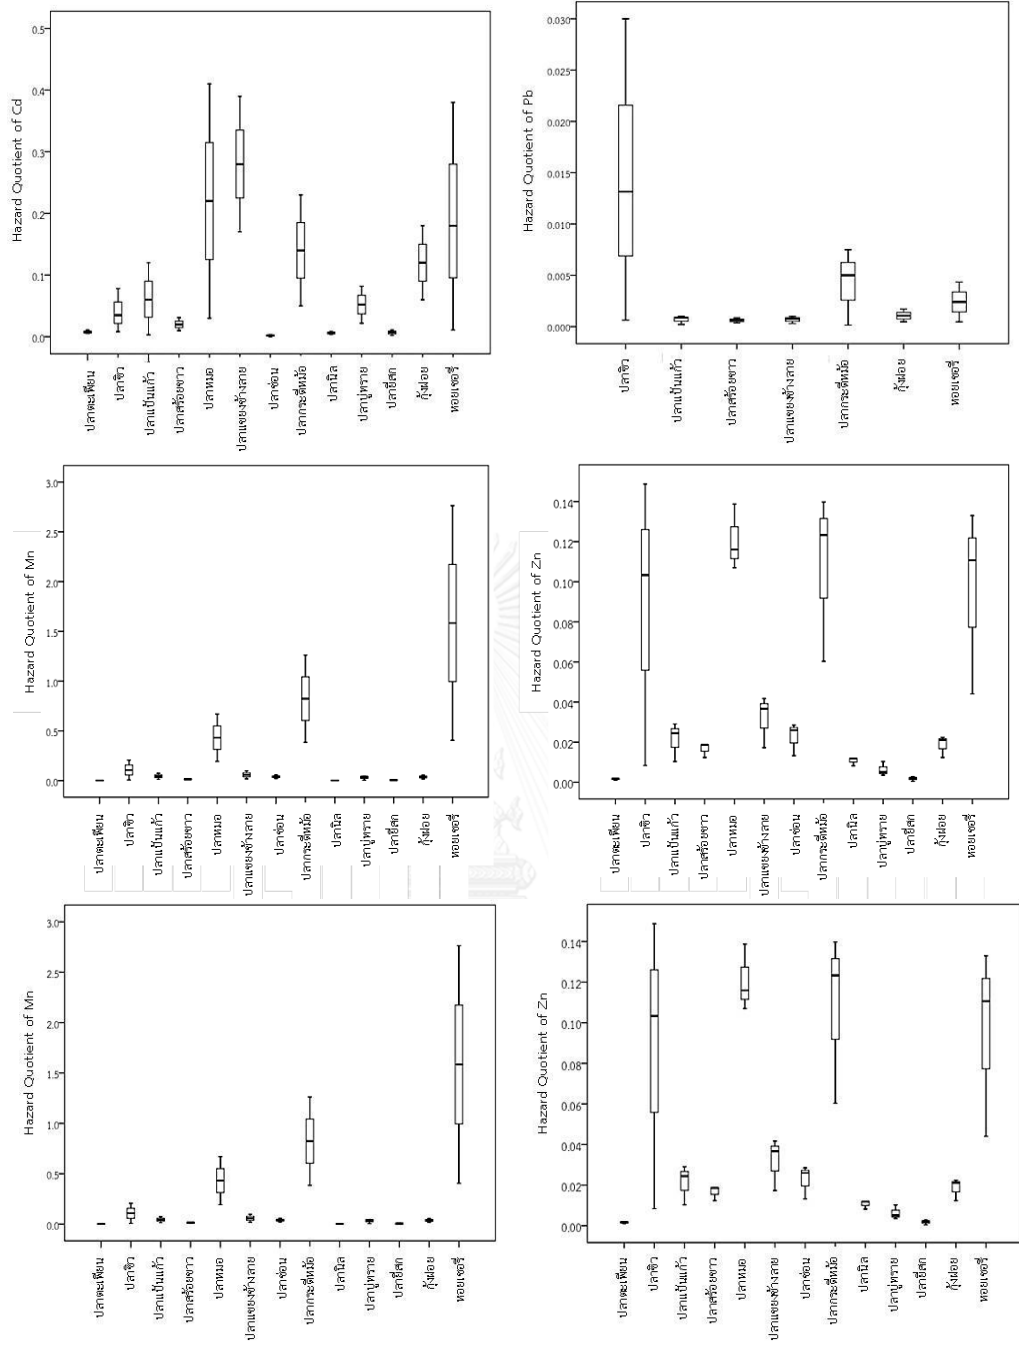 Hazard Quotient of Cd
0.5
0.4
0.3
0.2
0.1
0.0
ปลาตะเพียน
ปลาซิว
ปลาแป้นแก้ว
ปลาสร้อยขาว
ปลาหมอ
ปลาแขยงข้างลาย
ปลาช่อน
ปลากระดี่หม้อ
ปลานิล
ปลาบู่ทราย
ปลายี่สก
กุ้งฝอย
หอยเชอรี่
Hazard Quotient of Pb
0.030
0.025
0.020
0.015
0.010
0.005
0.000
ปลาซิว
ปลาแป้นแก้ว
ปลาสร้อยขาว
ปลาแขยงข้างลาย
ปลากระดี่หม้อ
กุ้งฝอย
หอยเชอรี่
Hazard Quotient of Mn
3.0
2.5
2.0
1.5
1.0
0.5
0.0
ปลาตะเพียน
ปลาซิว
ปลาแป้นแก้ว
ปลาสร้อยขาว
ปลาหมอ
ปลาแขยงข้างลาย
ปลาช่อน
ปลากระดี่หม้อ
ปลานิล
ปลาบู่ทราย
ปลายี่สก
กุ้งฝอย
หอยเชอรี่
Hazard Quotient of Zn
0.14
0.12
0.10
0.08
0.06
0.04
0.02
0.00
ปลาตะเพียน
ปลาซิว
ปลาแป้นแก้ว
ปลาสร้อยขาว
ปลาหมอ
ปลาแขยงข้างลาย
ปลาช่อน
ปลากระดี่หม้อ
ปลานิล
ปลาบู่ทราย
ปลายี่สก
กุ้งฝอย
หอยเชอรี่
Hazard Quotient of Mn
3.0
2.5
2.0
1.5
1.0
0.5
0.0
ปลาตะเพียน
ปลาซิว
ปลาแป้นแก้ว
ปลาสร้อยขาว
ปลาหมอ
ปลาแขยงข้างลาย
ปลาช่อน
ปลากระดี่หม้อ
ปลานิล
ปลาบู่ทราย
ปลายี่สก
กุ้งฝอย
หอยเชอรี่
Hazard Quotient of Zn
0.14
0.12
0.10
0.08
0.06
0.04
0.02
0.00
ปลาตะเพียน
ปลาซิว
ปลาแป้นแก้ว
ปลาสร้อยขาว
ปลาหมอ
ปลาแขยงข้างลาย
ปลาช่อน
ปลากระดี่หม้อ
ปลานิล
ปลาบู่ทราย
ปลายี่สก
กุ้งฝอย
หอยเชอรี่